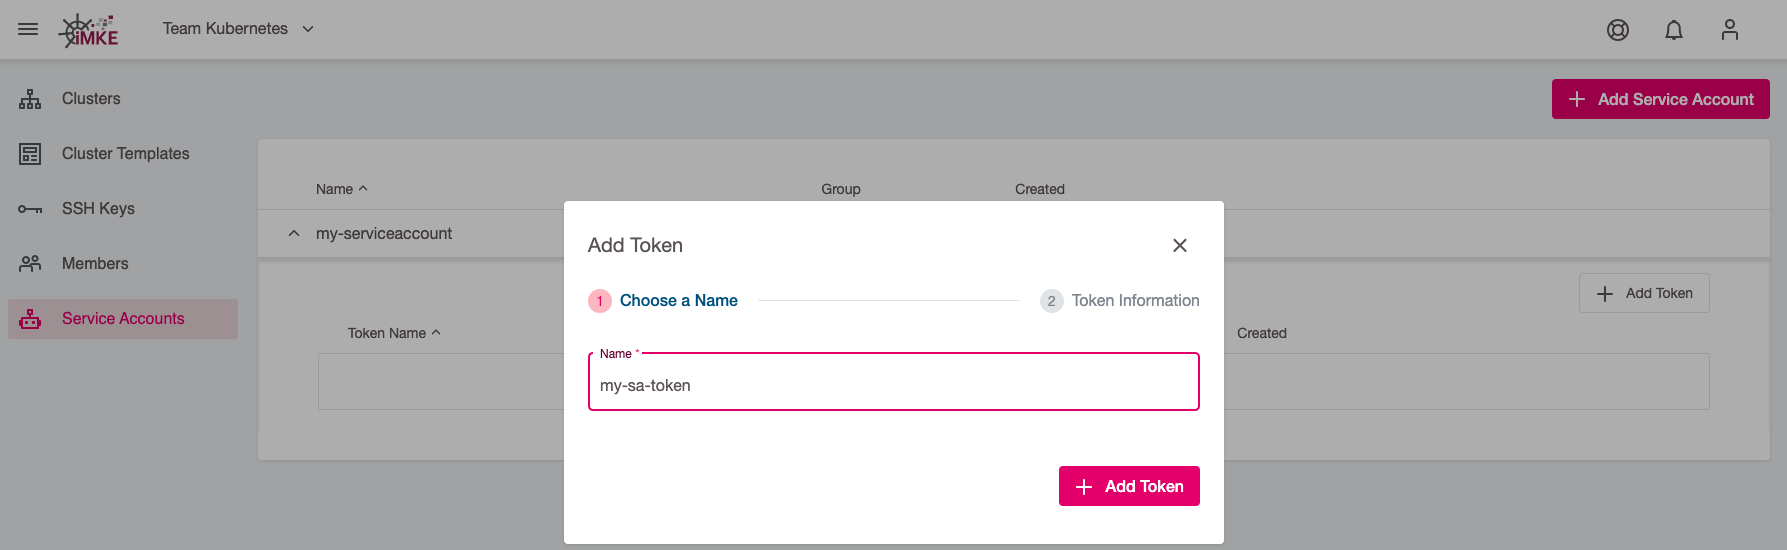 iMKE
Team Kubernetes
Clusters
Cluster Templates
SSH Keys
Members
Service Accounts
+ Add Service Account
Name Group Created
my-serviceaccount
+ Add Token
Token Name Created
Add Token
1 Choose a Name 2 Token Information
Name *
my-sa-token
+ Add Token